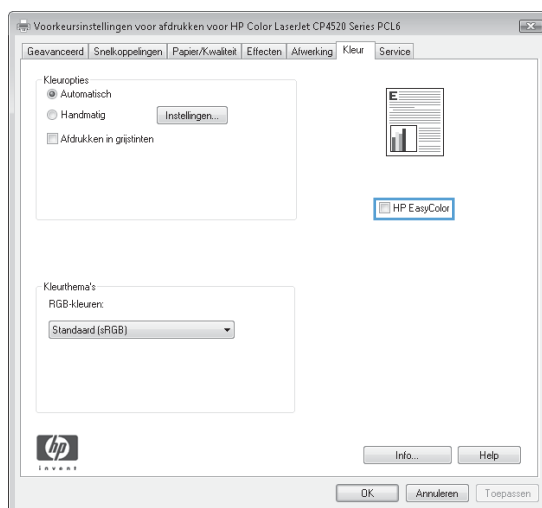 Voorkeursinstellingen voor afdrukken voor HP Color LaserJet CP4520 Series PCL6
Geavanceerd Snelkoppelingen Papier/Kwaliteit Effecten Afwerking Kleur Service
Kleuropties
Automatisch
Handmatig Instellingen...
Afdrukken in grijstinten
E
HP EasyColor
Kleurthema's
RGB-kleuren:
Standaard (sRGB)
hp
invent
Info... Help
OK Annuleren Toepassen